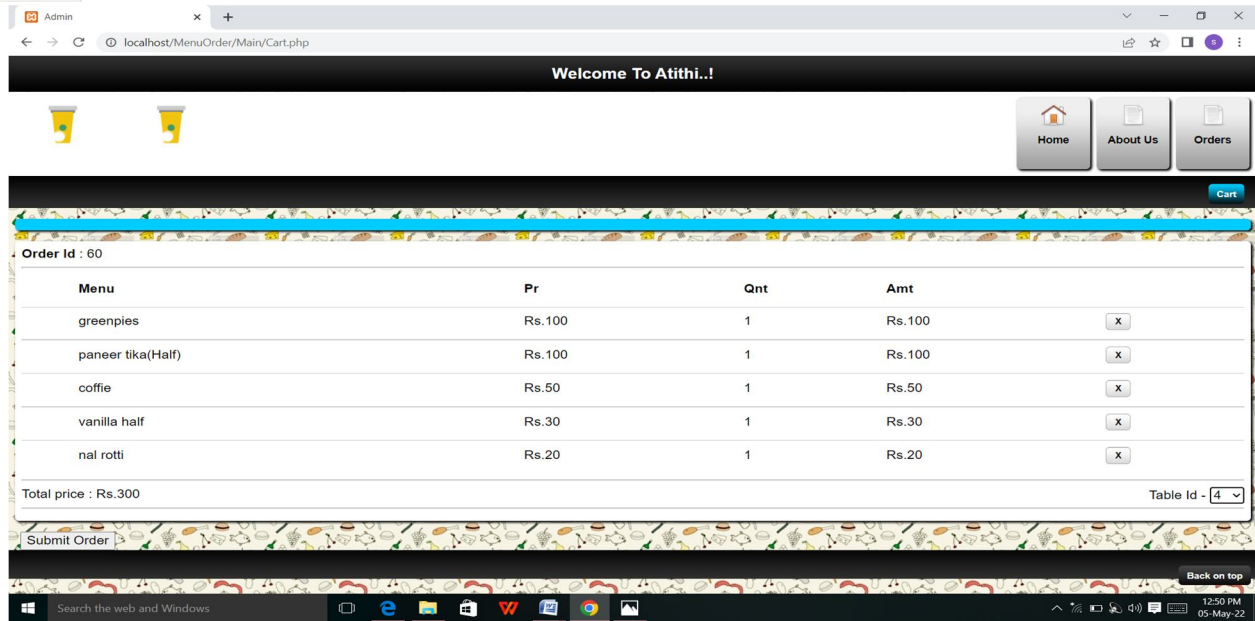 Admin
localhost/MenuOrder/Main/Cart.php
S
Welcome To Atithi..!
Home About Us Orders
Cart
Order Id : 60
Menu Pr Qnt Amt
greenpies Rs.100 1 Rs.100 x
paneer tika(Half) Rs.100 1 Rs.100 x
coffie Rs.50 1 Rs.50 x
vanilla half Rs.30 1 Rs.30 x
nal rotti Rs.20 1 Rs.20 x
Total price : Rs.300 Table Id - 4
Submit Order
Back on top
Search the web and Windows
12:50 PM
05-May-22